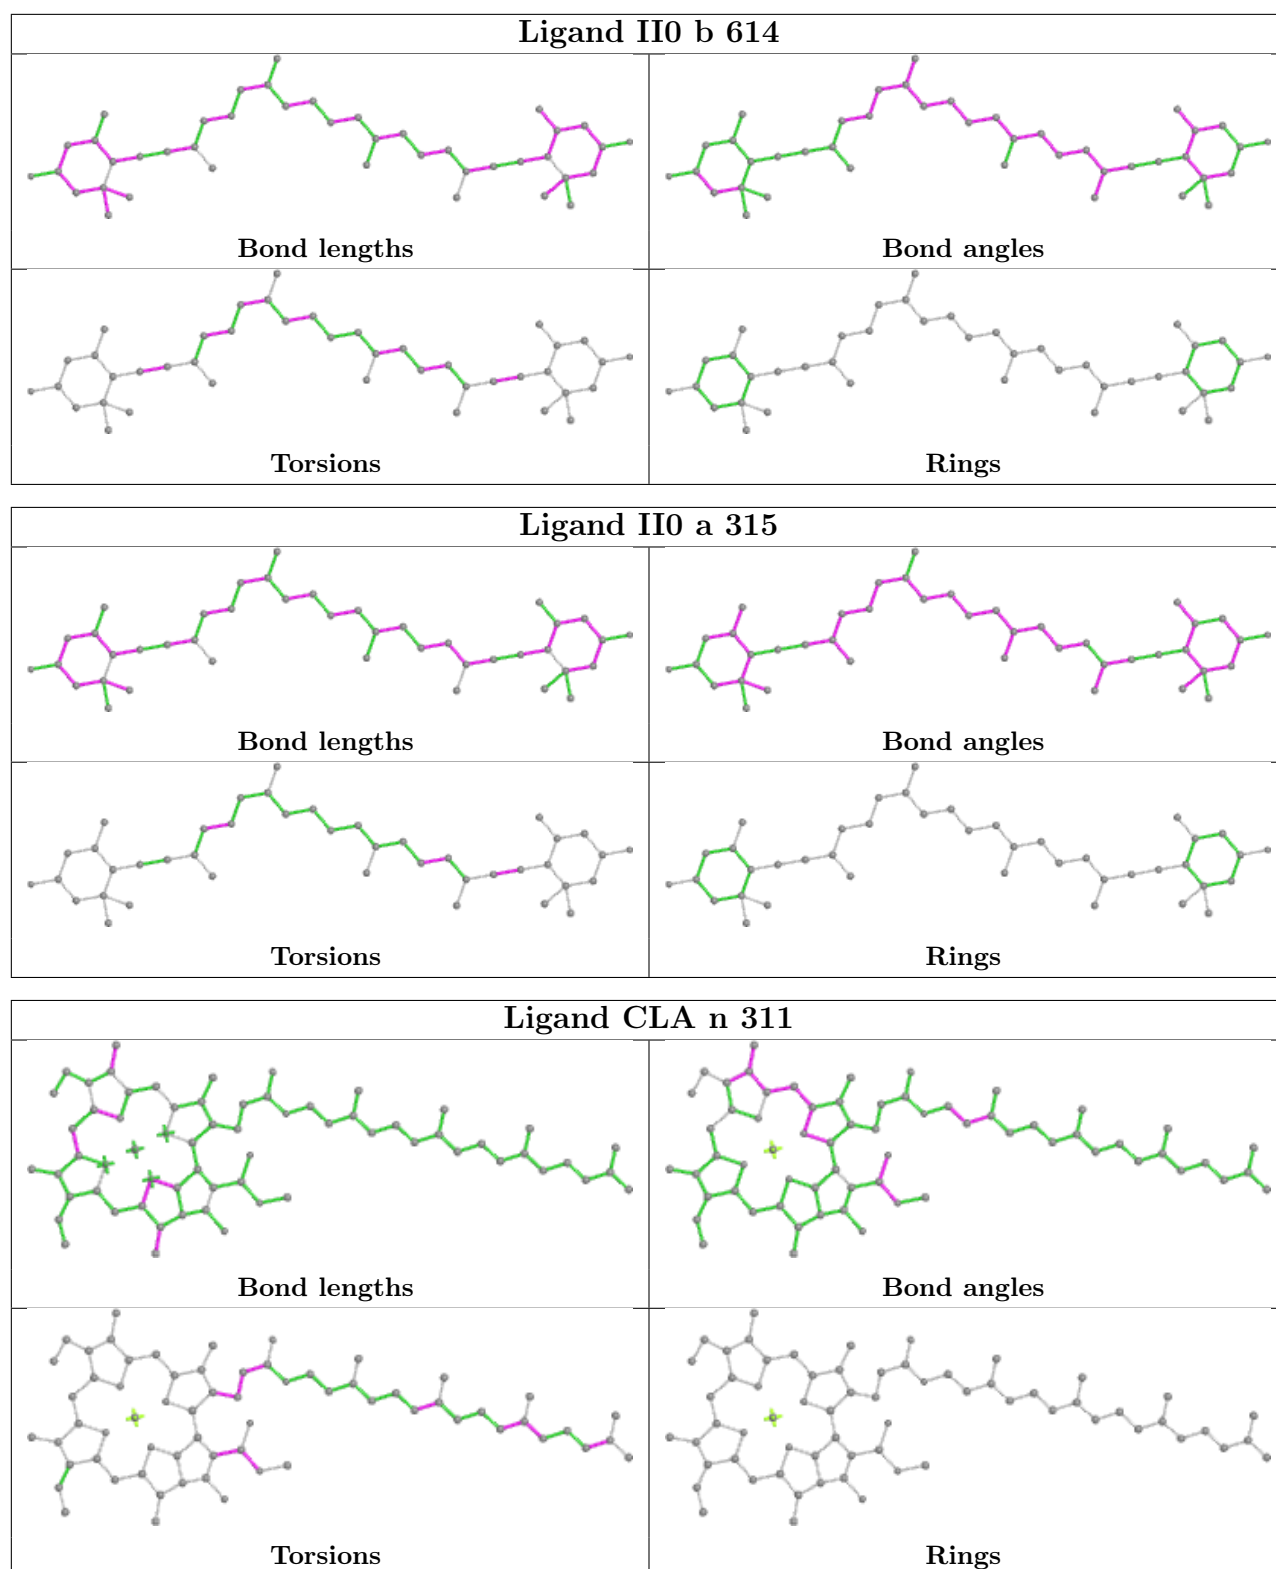 Ligand II0 b 614
Bond lengths
Bond angles
Torsions
Rings
Ligand II0 a 315
Bond lengths
Bond angles
Torsions
Rings
Ligand CLA n 311
Bond lengths
Bond angles
Torsions
Rings